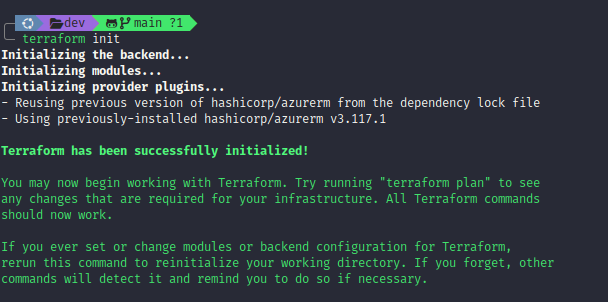 dev main ?1
terraform init
Initializing the backend...
Initializing modules...
Initializing provider plugins...
- Reusing previous version of hashicorp/azurerm from the dependency lock file
- Using previously-installed hashicorp/azurerm v3.117.1
Terraform has been successfully initialized!
You may now begin working with Terraform. Try running "terraform plan" to see
any changes that are required for your infrastructure. All Terraform commands
should now work.
If you ever set or change modules or backend configuration for Terraform,
rerun this command to reinitialize your working directory. If you forget, other
commands will detect it and remind you to do so if necessary.